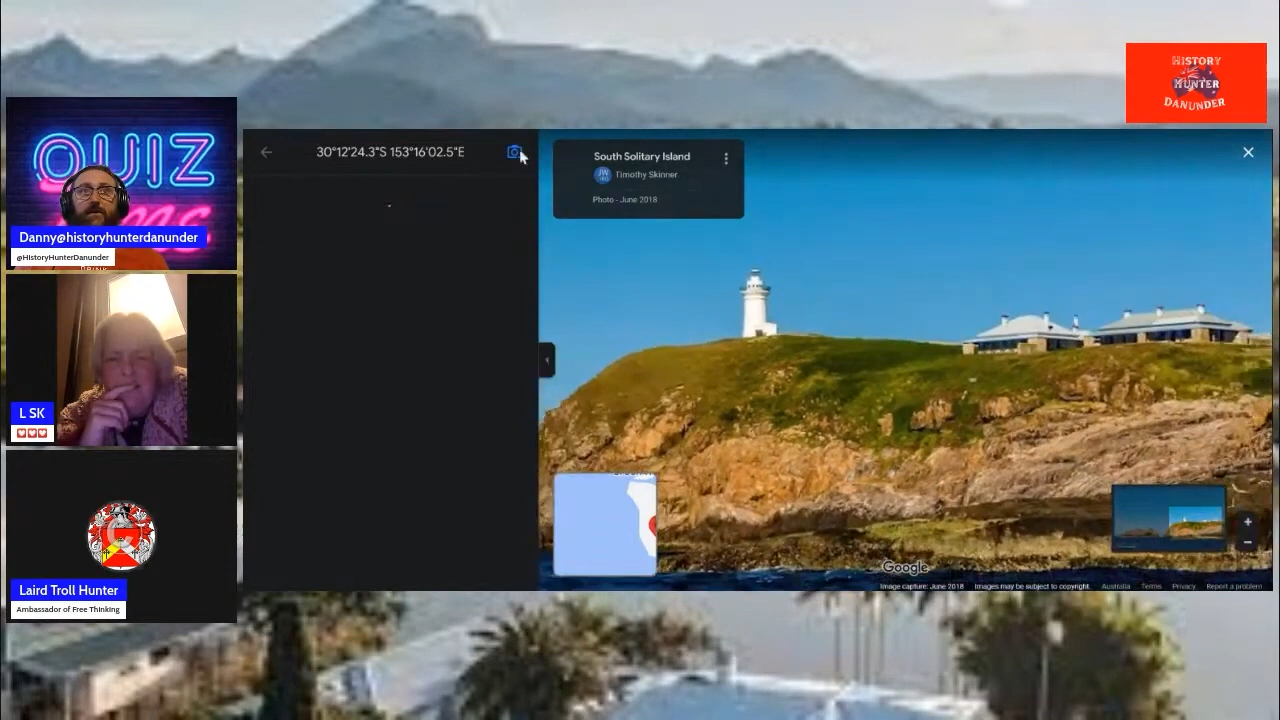 HISTORY
HUNTER
DANUNDER
QUIZ
Danny@historyhunterdanunder
@HistoryHunterDanunder
DRINK
L SK
Laird Troll Hunter
Ambassador of Free Thinking
30°12'24.3"S 153°16'02.5"E
South Solitary Island
Timothy Skinner
Photo - June 2018
Google
Image capture: June 2018 Images may be subject to copyright. Australia Terms Privacy Report a problem